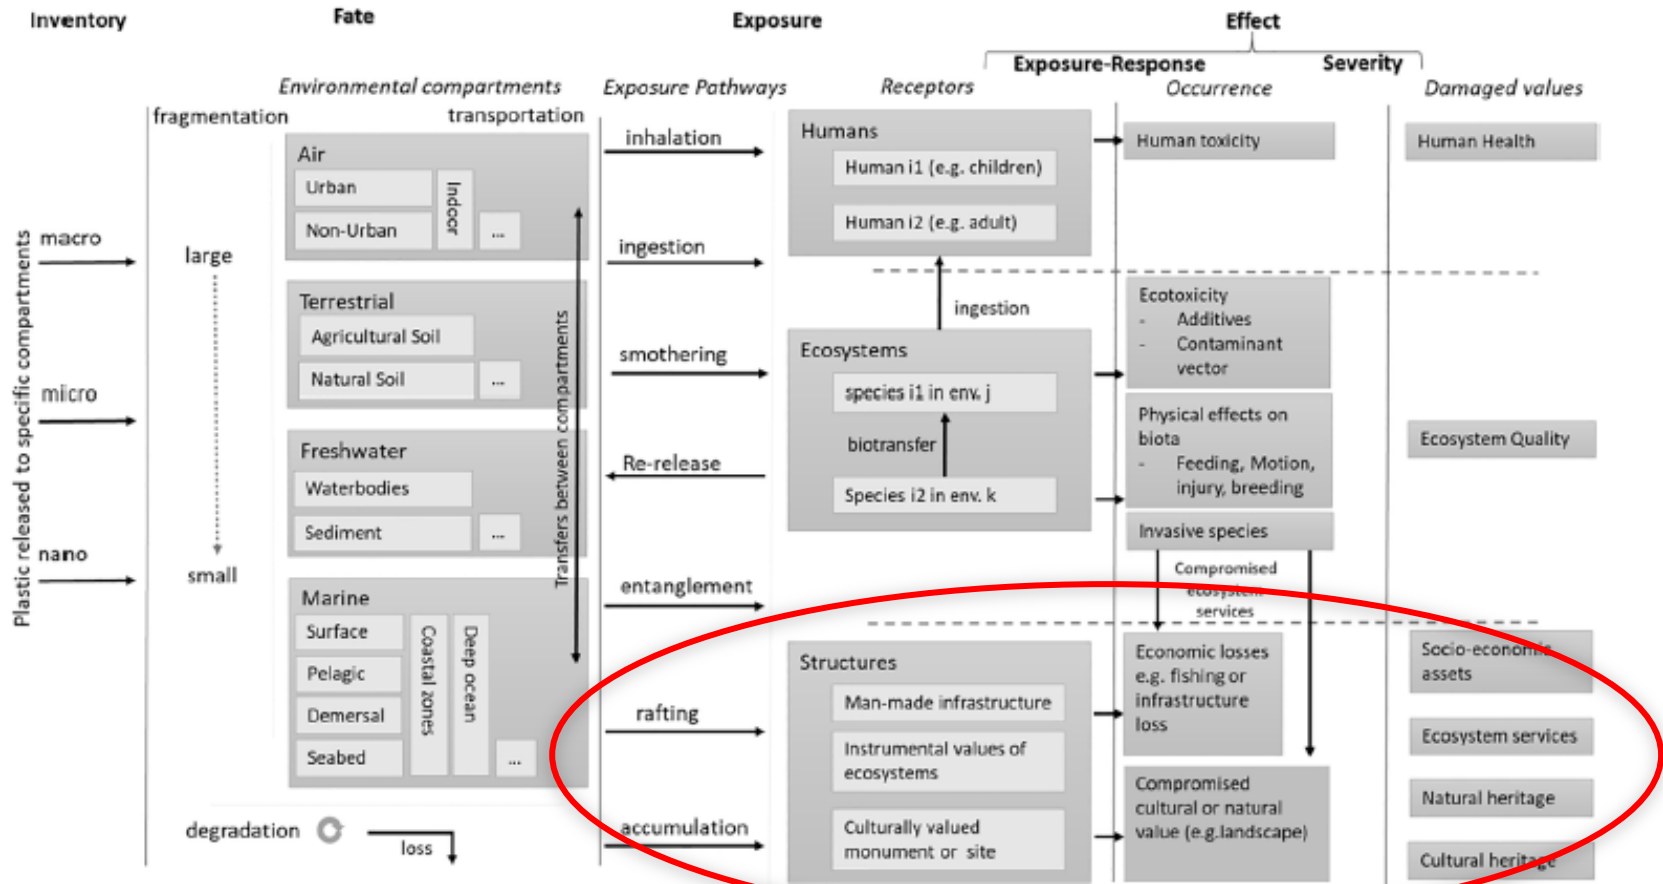 Inventory
Fate
Exposure
Effect
Exposure-Response
Severity
Environmental compartments
Exposure Pathways
Receptors
Occurrence
Damaged values
fragmentation
transportation
Plastic released to specific compartments
macro
micro
nano
large
small
Air
Urban
Non-Urban
Indoor
...
Terrestrial
Agricultural Soil
Natural Soil
...
Freshwater
Waterbodies
Sediment
...
Marine
Surface
Pelagic
Demersal
Seabed
Coastal zones
Deep ocean
...
Transfers between compartments
degradation
loss
inhalation
ingestion
smothering
Re-release
entanglement
rafting
accumulation
Humans
Human i1 (e.g. children)
Human i2 (e.g. adult)
ingestion
Ecosystems
species i1 in env. j
biotransfer
Species i2 in env. k
Structures
Man-made infrastructure
Instrumental values of
ecosystems
Culturally valued
monument or site
Human toxicity
Ecotoxicity
- Additives
- Contaminant
vector
Physical effects on
biota
- Feeding, Motion,
injury, breeding
Invasive species
Compromised
ecosystem
services
Economic losses
e.g. fishing or
infrastructure
loss
Compromised
cultural or natural
value (e.g.landscape)
Human Health
Ecosystem Quality
Socio-economic
assets
Ecosystem services
Natural heritage
Cultural heritage